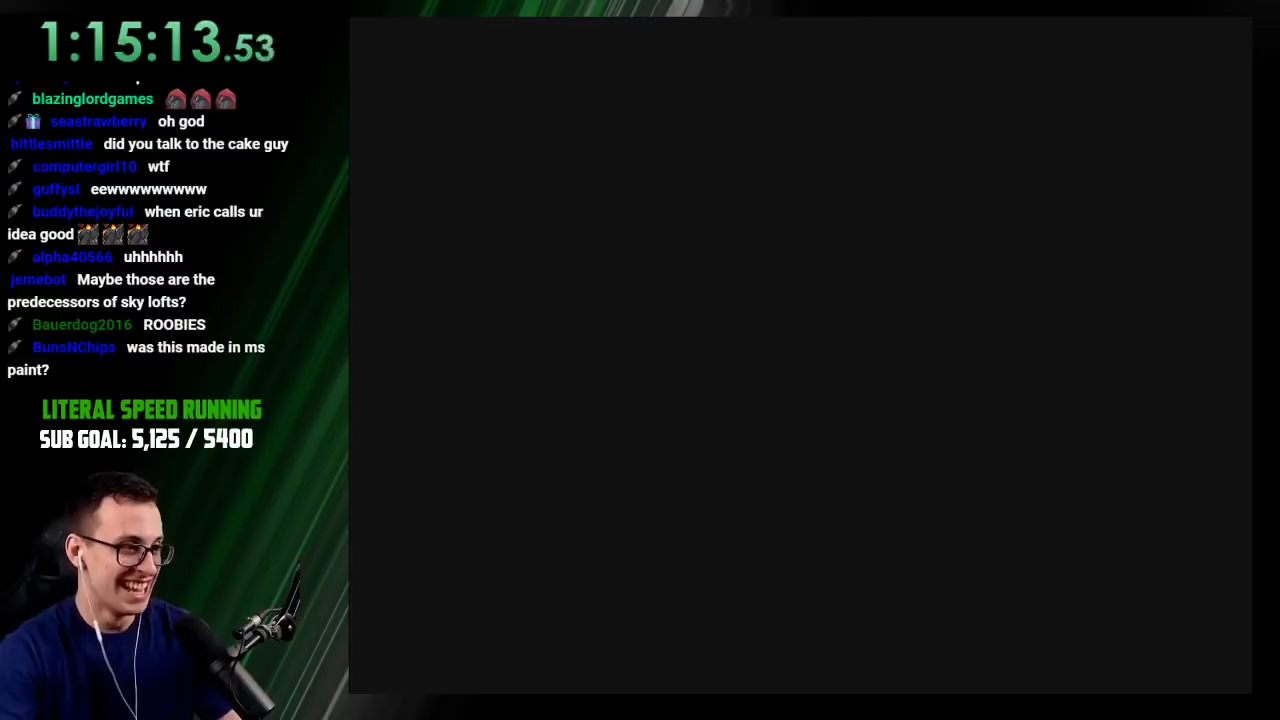 1:15:13.53
blazinglordgames
seastrawberry oh god
bittlesmittle did you talk to the cake guy
computergirl10 wtf
guffysl eewwwwwwwww
buddythejoyful when eric calls ur
idea good
alpha40566 uhhhhhh
jemebot Maybe those are the
predecessors of sky lofts?
Bauerdog2016 ROOBIES
BunsNChips was this made in ms
paint?
LITERAL SPEED RUNNING
SUB GOAL: 5,125 / 5400